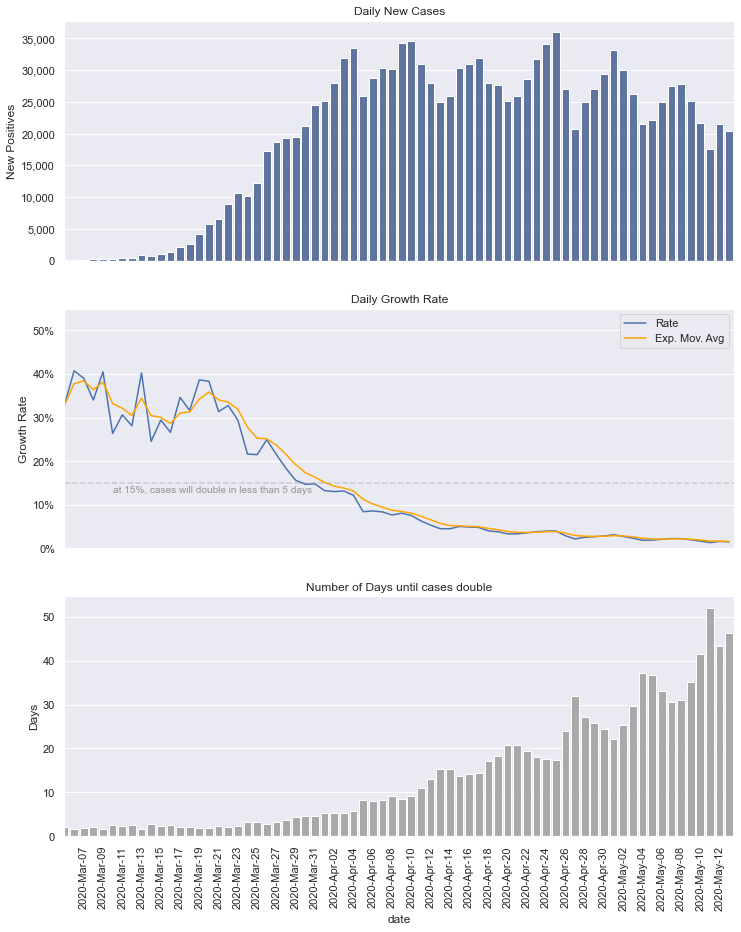 Daily New Cases
35,000
30,000
25,000
20,000
15,000
10,000
5,000
0
New Positives
Daily Growth Rate
50%
40%
30%
20%
10%
0%
Growth Rate
Rate
Exp. Mov. Avg
at 15%, cases will double in less than 5 days
Number of Days until cases double
50
40
30
20
10
0
Days
2020-Mar-07
2020-Mar-09
2020-Mar-11
2020-Mar-13
2020-Mar-15
2020-Mar-17
2020-Mar-19
2020-Mar-21
2020-Mar-23
2020-Mar-25
2020-Mar-27
2020-Mar-29
2020-Mar-31
2020-Apr-02
2020-Apr-04
2020-Apr-06
2020-Apr-08
2020-Apr-10
2020-Apr-12
2020-Apr-14
2020-Apr-16
2020-Apr-18
2020-Apr-20
2020-Apr-22
2020-Apr-24
2020-Apr-26
2020-Apr-28
2020-Apr-30
2020-May-02
2020-May-04
2020-May-06
2020-May-08
2020-May-10
2020-May-12
date